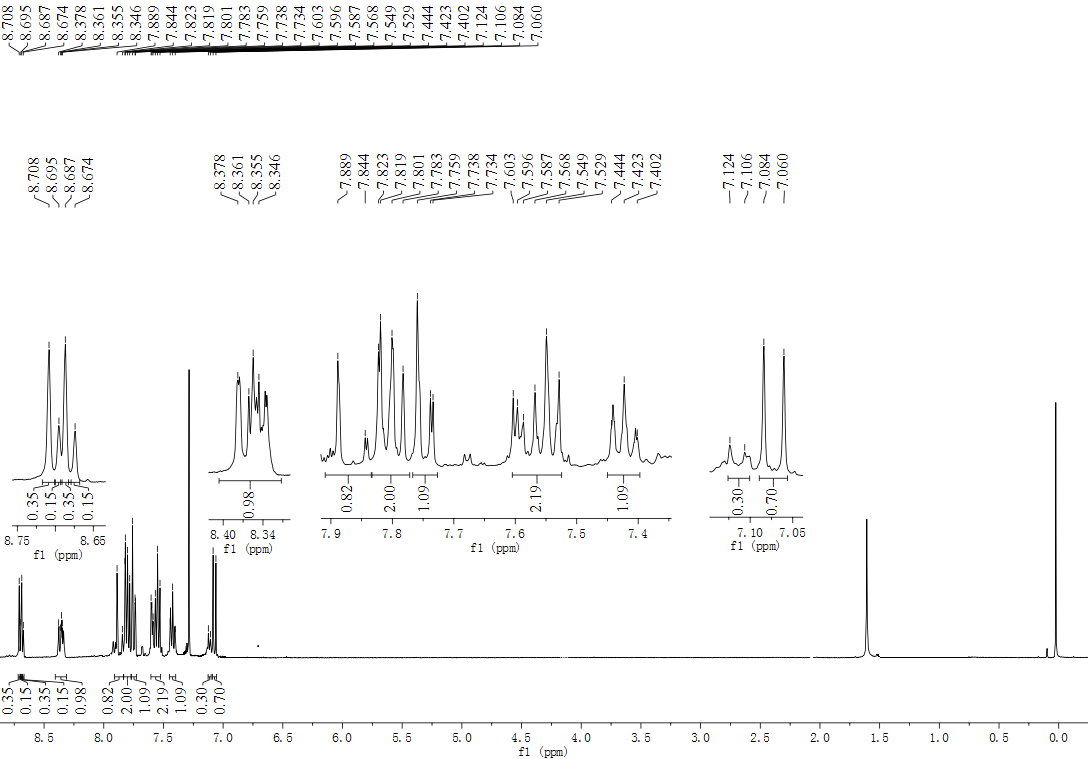 8.708 8.695 8.687 8.674 8.378 8.361 8.355 8.346 7.889 7.844 7.823 7.819 7.801 7.783 7.759 7.738 7.734 7.603 7.596 7.587 7.568 7.549 7.529 7.444 7.423 7.402 7.124 7.106 7.084 7.060
8.708 8.695 8.687 8.674
8.378 8.361 8.355 8.346
7.889 7.844 7.823 7.819 7.801 7.783 7.759 7.738 7.734 7.603 7.596 7.587 7.568 7.549 7.529 7.444 7.423 7.402
7.124 7.106 7.084 7.060
0.35 0.15 0.35 0.15
8.75 8.65
f1 (ppm)
0.98
8.40 8.34
f1 (ppm)
0.82 2.00 1.09 2.19 1.09
7.9 7.8 7.7 7.6 7.5 7.4
f1 (ppm)
0.30 0.70
7.10 7.05
f1 (ppm)
0.35 0.15 0.35 0.15 0.98 0.82 2.00 1.09 2.19 1.09 0.30 0.70
8.5 8.0 7.5 7.0 6.5 6.0 5.5 5.0 4.5 4.0 3.5 3.0 2.5 2.0 1.5 1.0 0.5 0.0
f1 (ppm)